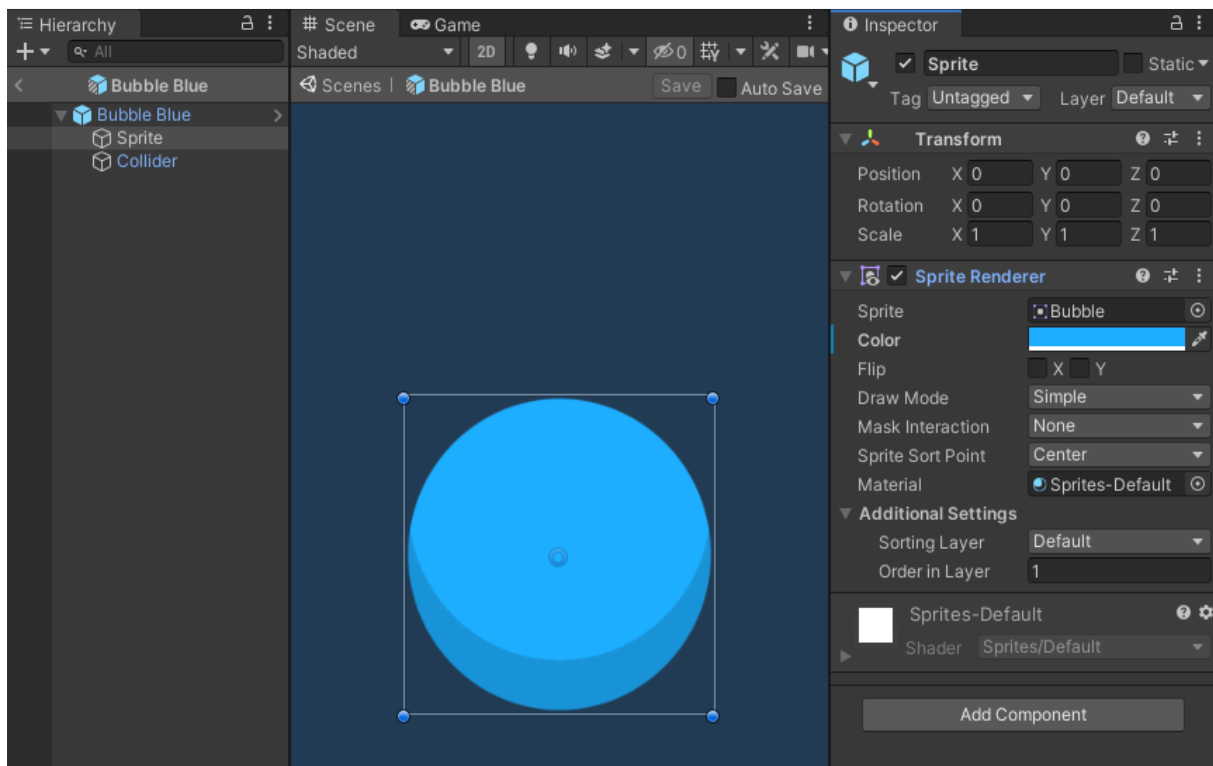 Hierarchy
All
Bubble Blue
Bubble Blue
Sprite
Collider
Scene Game
Shaded 2D 0
Scenes Bubble Blue Save Auto Save
Inspector
Sprite Static
Tag Untagged Layer Default
Transform
Position X 0 Y 0 Z 0
Rotation X 0 Y 0 Z 0
Scale X 1 Y 1 Z 1
Sprite Renderer
Sprite Bubble
Color
Flip X Y
Draw Mode Simple
Mask Interaction None
Sprite Sort Point Center
Material Sprites-Default
Additional Settings
Sorting Layer Default
Order in Layer 1
Sprites-Default
Shader Sprites/Default
Add Component